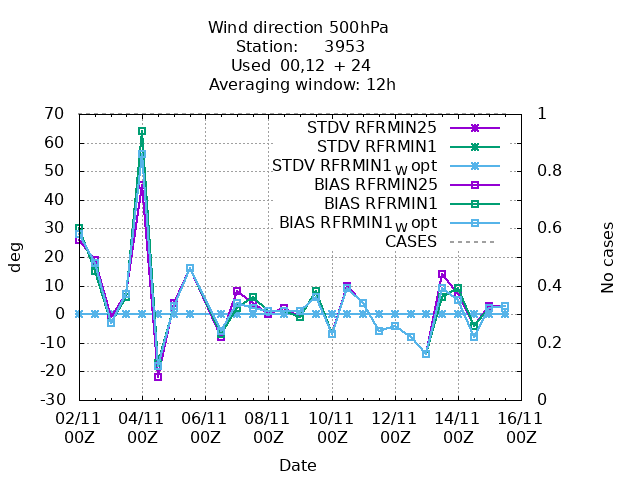 Wind direction 500hPa
Station: 3953
Used 00,12 + 24
Averaging window: 12h
70
60
50
40
30
20
10
0
-10
-20
-30
deg
1
0.8
0.6
0.4
0.2
0
No cases
STDV RFRMIN25
STDV RFRMIN1
STDV RFRMIN1w opt
BIAS RFRMIN25
BIAS RFRMIN1
BIAS RFRMIN1w opt
CASES
02/11 04/11 06/11 08/11 10/11 12/11 14/11 16/11
00Z 00Z 00Z 00Z 00Z 00Z 00Z 00Z
Date